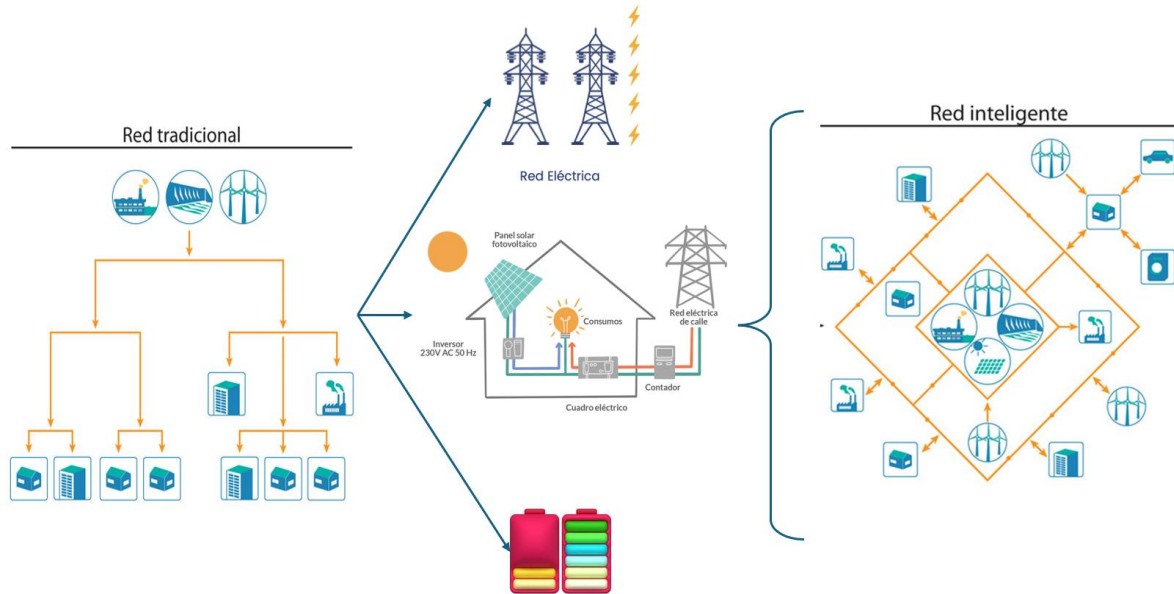 Red tradicional
Red Eléctrica
Panel solar
fotovoltaico
Inversor
230V AC 50 Hz
Consumos
Cuadro eléctrico
Contador
Red eléctrica
de calle
Red inteligente